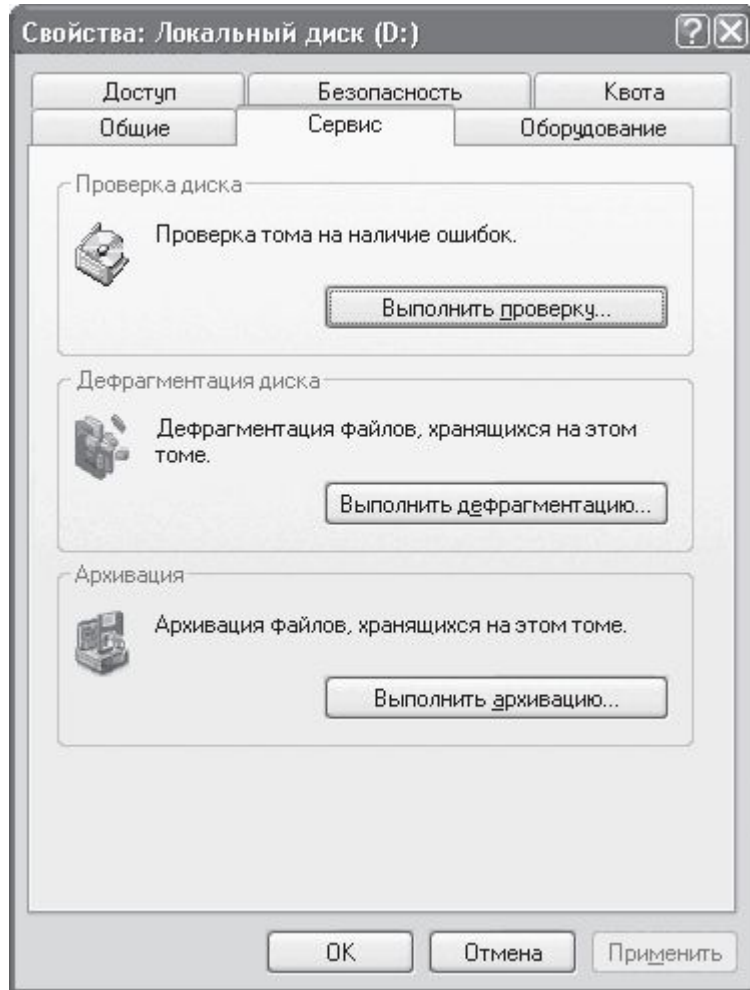 Свойства: Локальный диск (D:)
Доступ Безопасность Квота
Общие Сервис Оборудование
Проверка диска
Проверка тома на наличие ошибок.
Выполнить проверку...
Дефрагментация диска
Дефрагментация файлов, хранящихся на этом
томе.
Выполнить дефрагментацию...
Архивация
Архивация файлов, хранящихся на этом томе.
Выполнить архивацию...
OK Отмена Применить